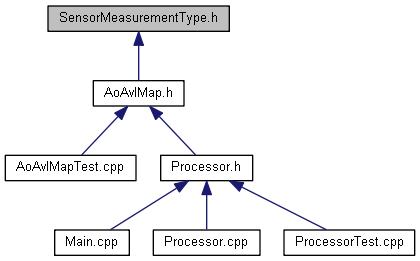 SensorMeasurementType.h
AoAvlMap.h
AoAvlMapTest.cpp
Processor.h
Main.cpp
Processor.cpp
ProcessorTest.cpp